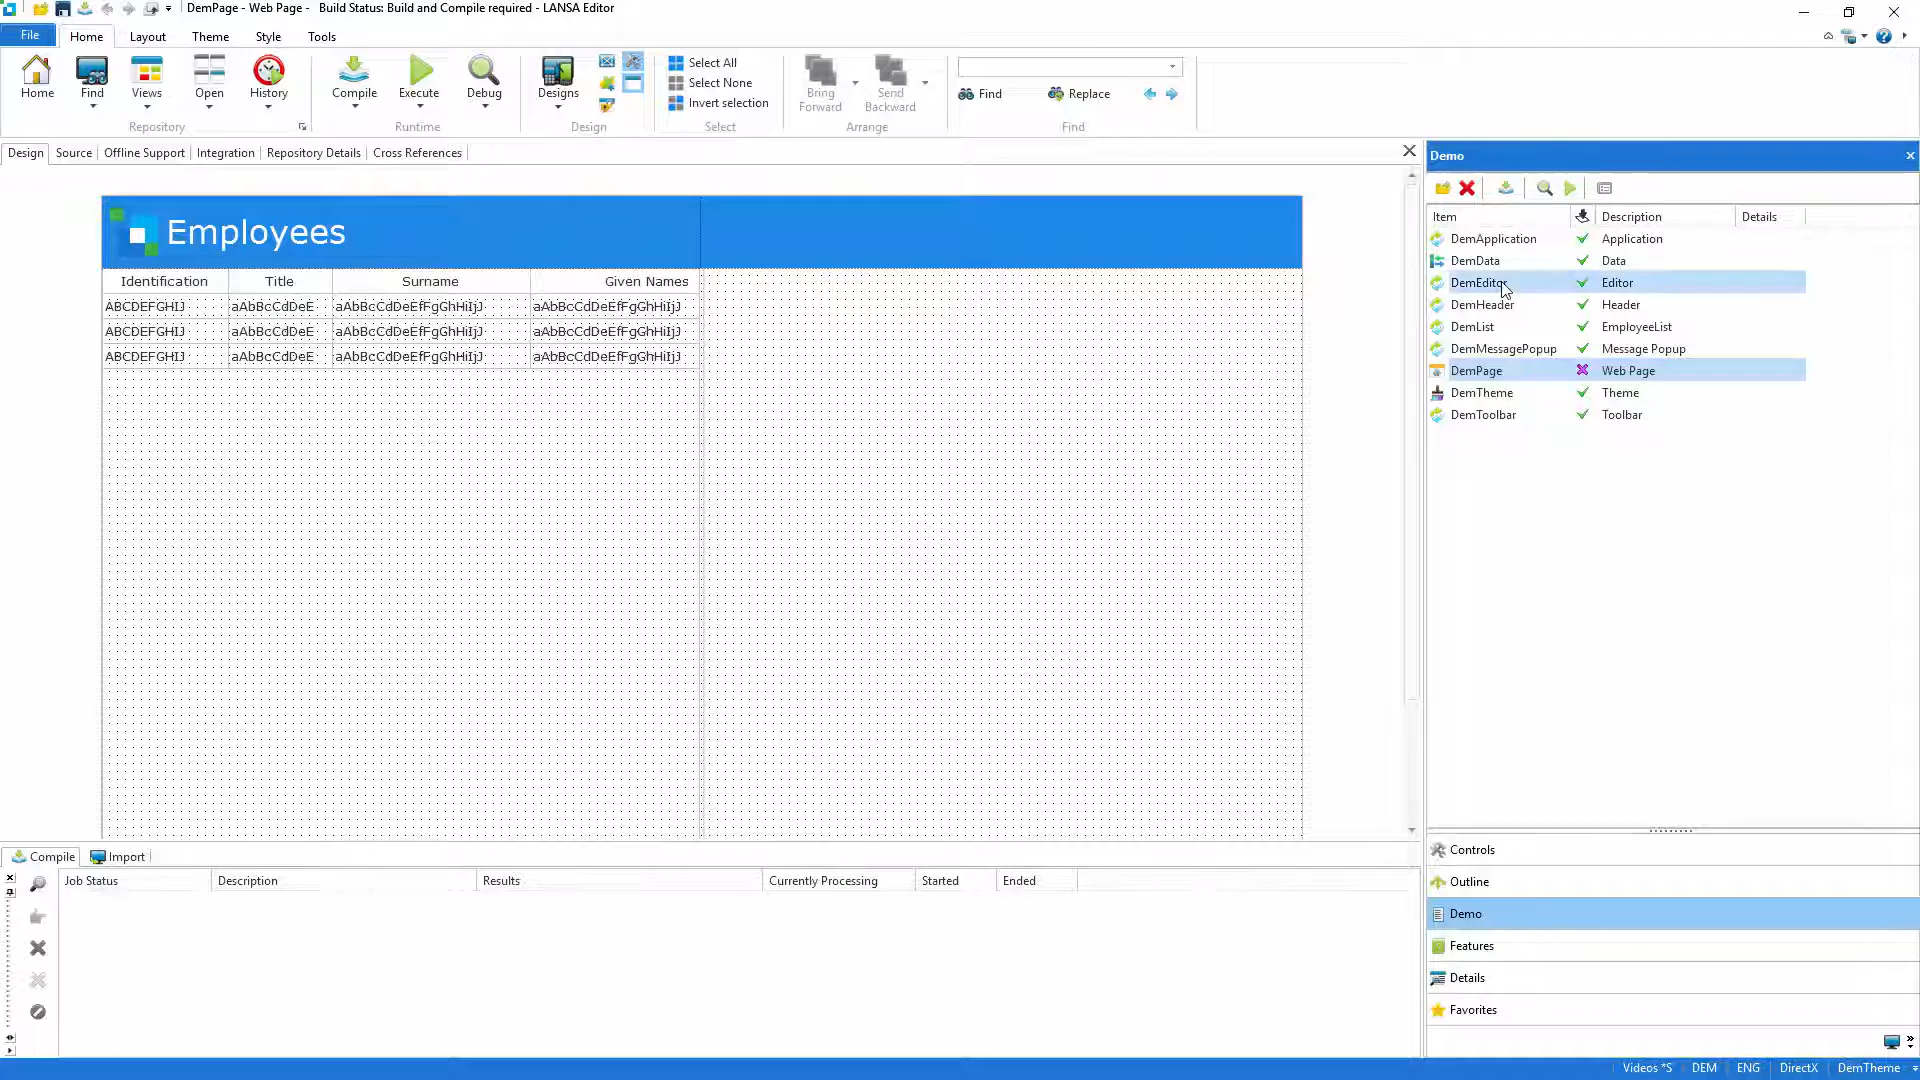 DemPage - Web Page - Build Status: Build and Compile required - LANSA Editor
File Home Layout Theme Style Tools
Home Find Views Open History Compile Execute Debug Designs
Select All
Select None
Invert selection
Bring Forward
Send Backward
Find Replace
Repository Runtime Design Select Arrange Find
Design Source Offline Support Integration Repository Details Cross References
Employees
Identification Title Surname Given Names
ABCDEFGHIJ aAbBcCdDeE aAbBcCdDeEfFgGhHiIjJ aAbBcCdDeEfFgGhHiIjJ
ABCDEFGHIJ aAbBcCdDeE aAbBcCdDeEfFgGhHiIjJ aAbBcCdDeEfFgGhHiIjJ
ABCDEFGHIJ aAbBcCdDeE aAbBcCdDeEfFgGhHiIjJ aAbBcCdDeEfFgGhHiIjJ
Demo
Item Description Details
DemApplication Application
DemData Data
DemEditor Editor
DemHeader Header
DemList EmployeeList
DemMessagePopup Message Popup
DemPage Web Page
DemTheme Theme
DemToolbar Toolbar
Controls
Outline
Demo
Features
Details
Favorites
Compile Import
Job Status Description Results Currently Processing Started Ended
Videos *S DEM ENG DirectX DemTheme